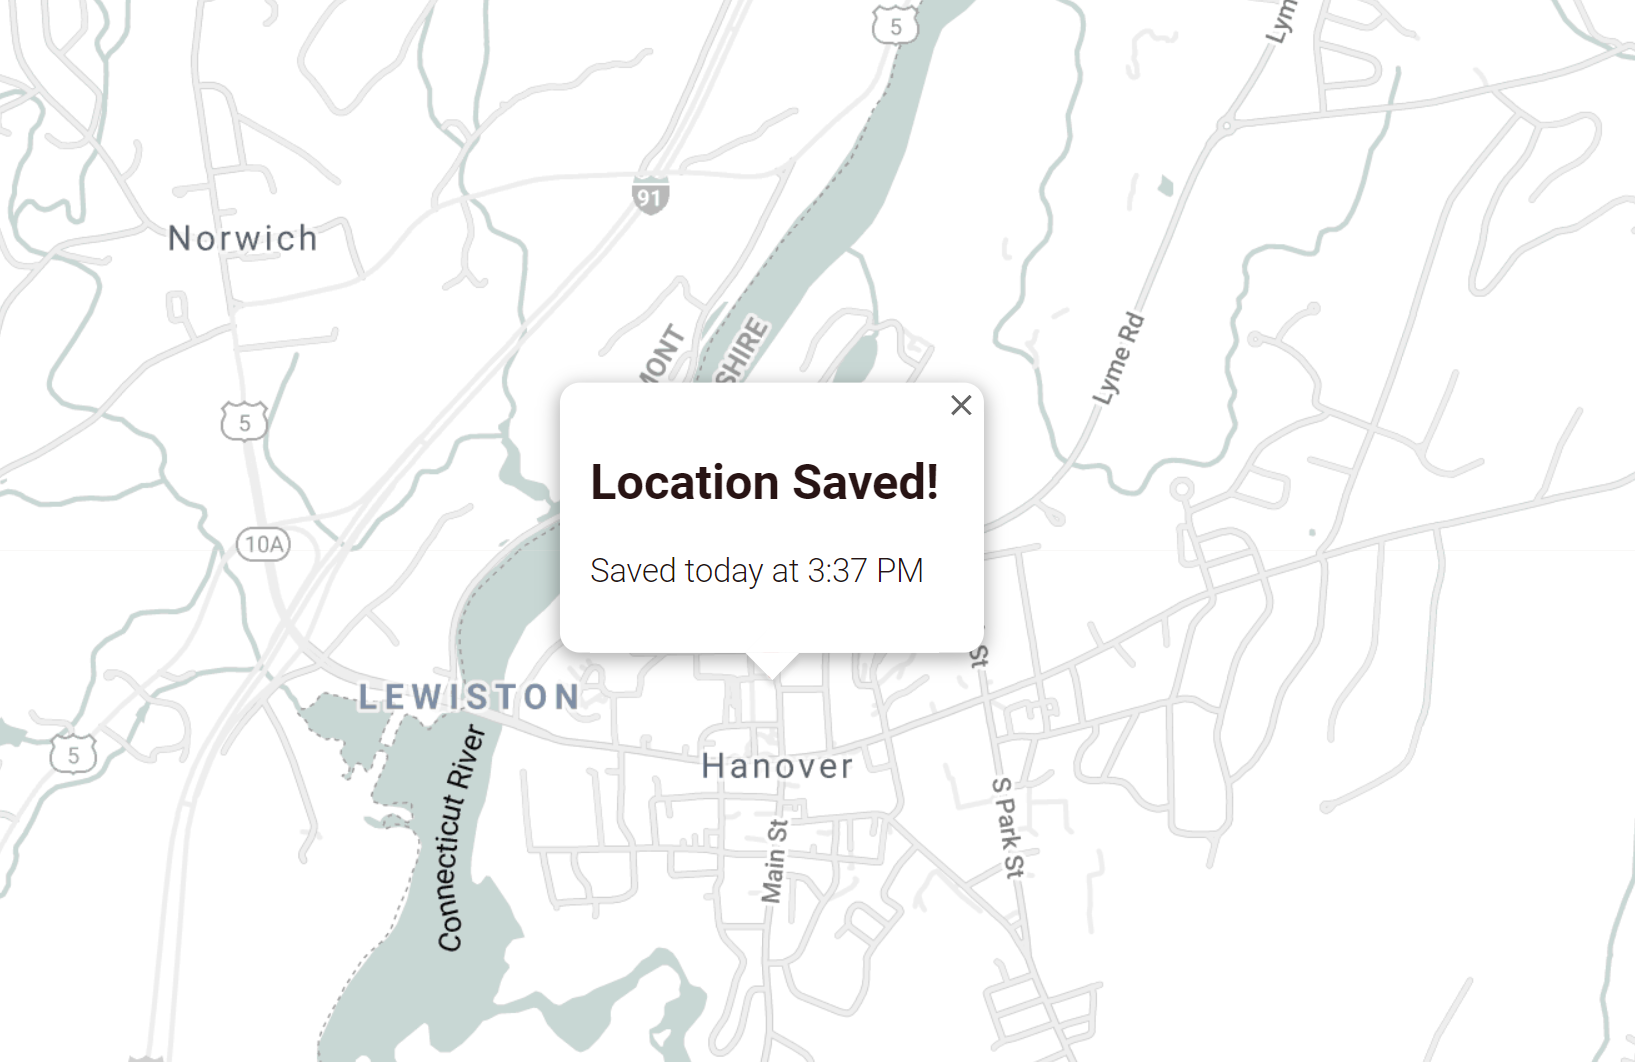 5
Lym
91
Norwich
MONT
SHIRE
Lyme Rd
5
Location Saved!
Saved today at 3:37 PM
10A
St
LEWISTON
5
Connecticut River
Hanover
Main St
S Park St